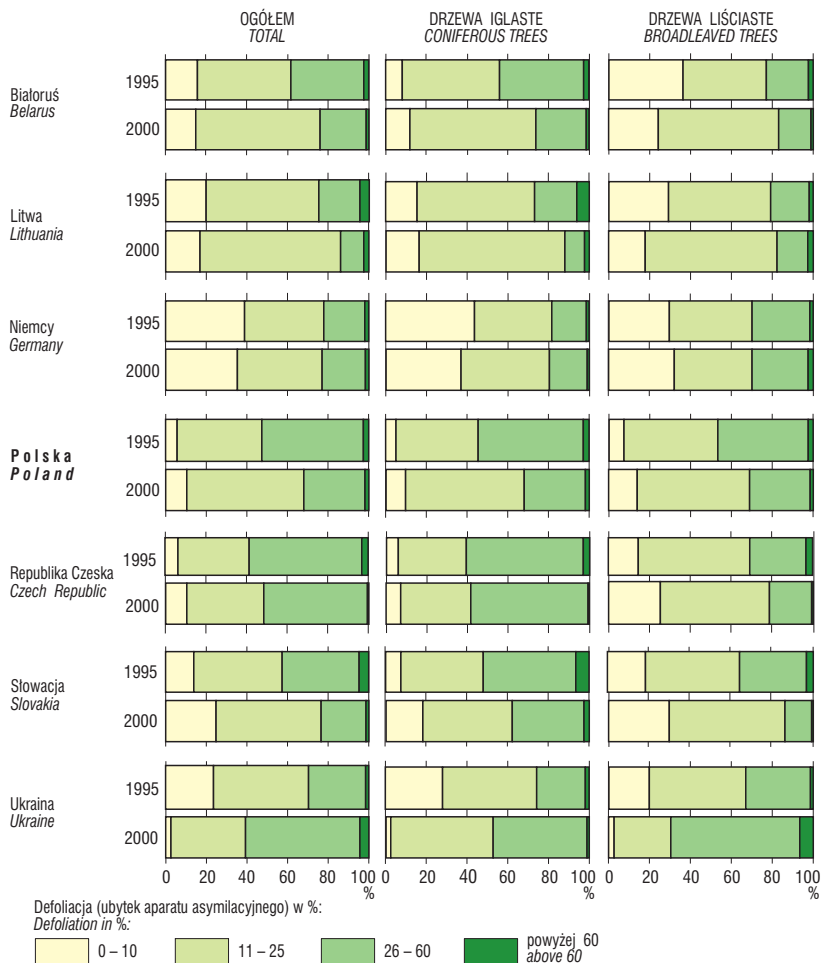 OGÓŁEM DRZEWA IGLASTE DRZEWA LIŚCIASTE
TOTAL CONIFEROUS TREES BROADLEAVED TREES
Białoruś
Belarus
1995
2000
Litwa
Lithuania
1995
2000
Niemcy
Germany
1995
2000
Polska
Poland
1995
2000
Republika Czeska
Czech Republic
1995
2000
Słowacja
Slovakia
1995
2000
Ukraina
Ukraine
1995
2000
0 20 40 60 80 100 0 20 40 60 80 100 0 20 40 60 80 100
% % %
Defoliacja (ubytek aparatu asymilacyjnego) w %:
Defoliation in %:
0 – 10 11 – 25 26 – 60 powyżej 60
above 60